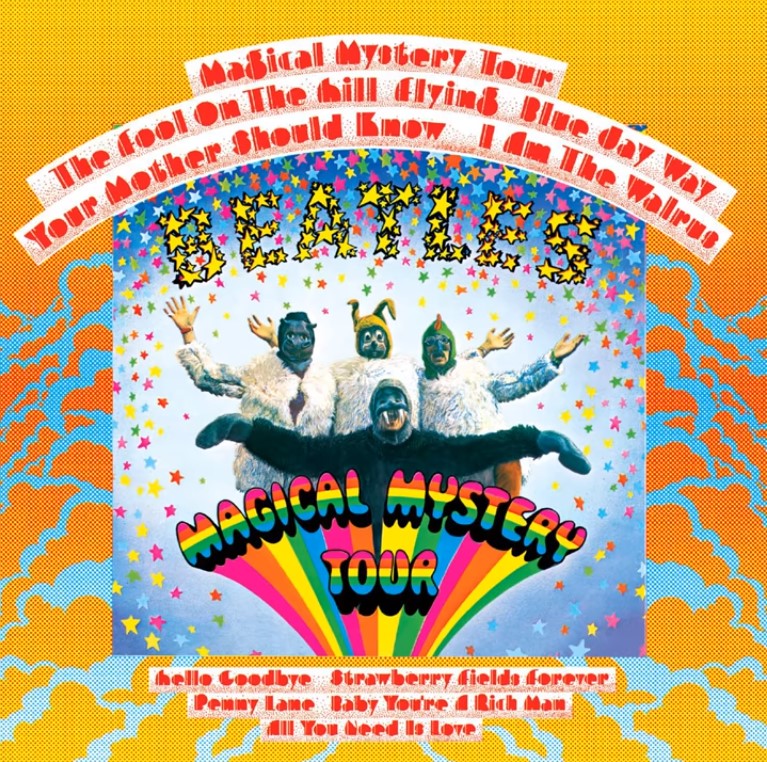 Magical Mystery Tour
The Fool On The Hill Flying Blue Jay Way
Your Mother Should Know I Am The Walrus
BEATLES
MAGICAL MYSTERY
TOUR
Hello Goodbye Strawberry Fields Forever
Penny Lane Baby You're A Rich Man
All You Need Is Love